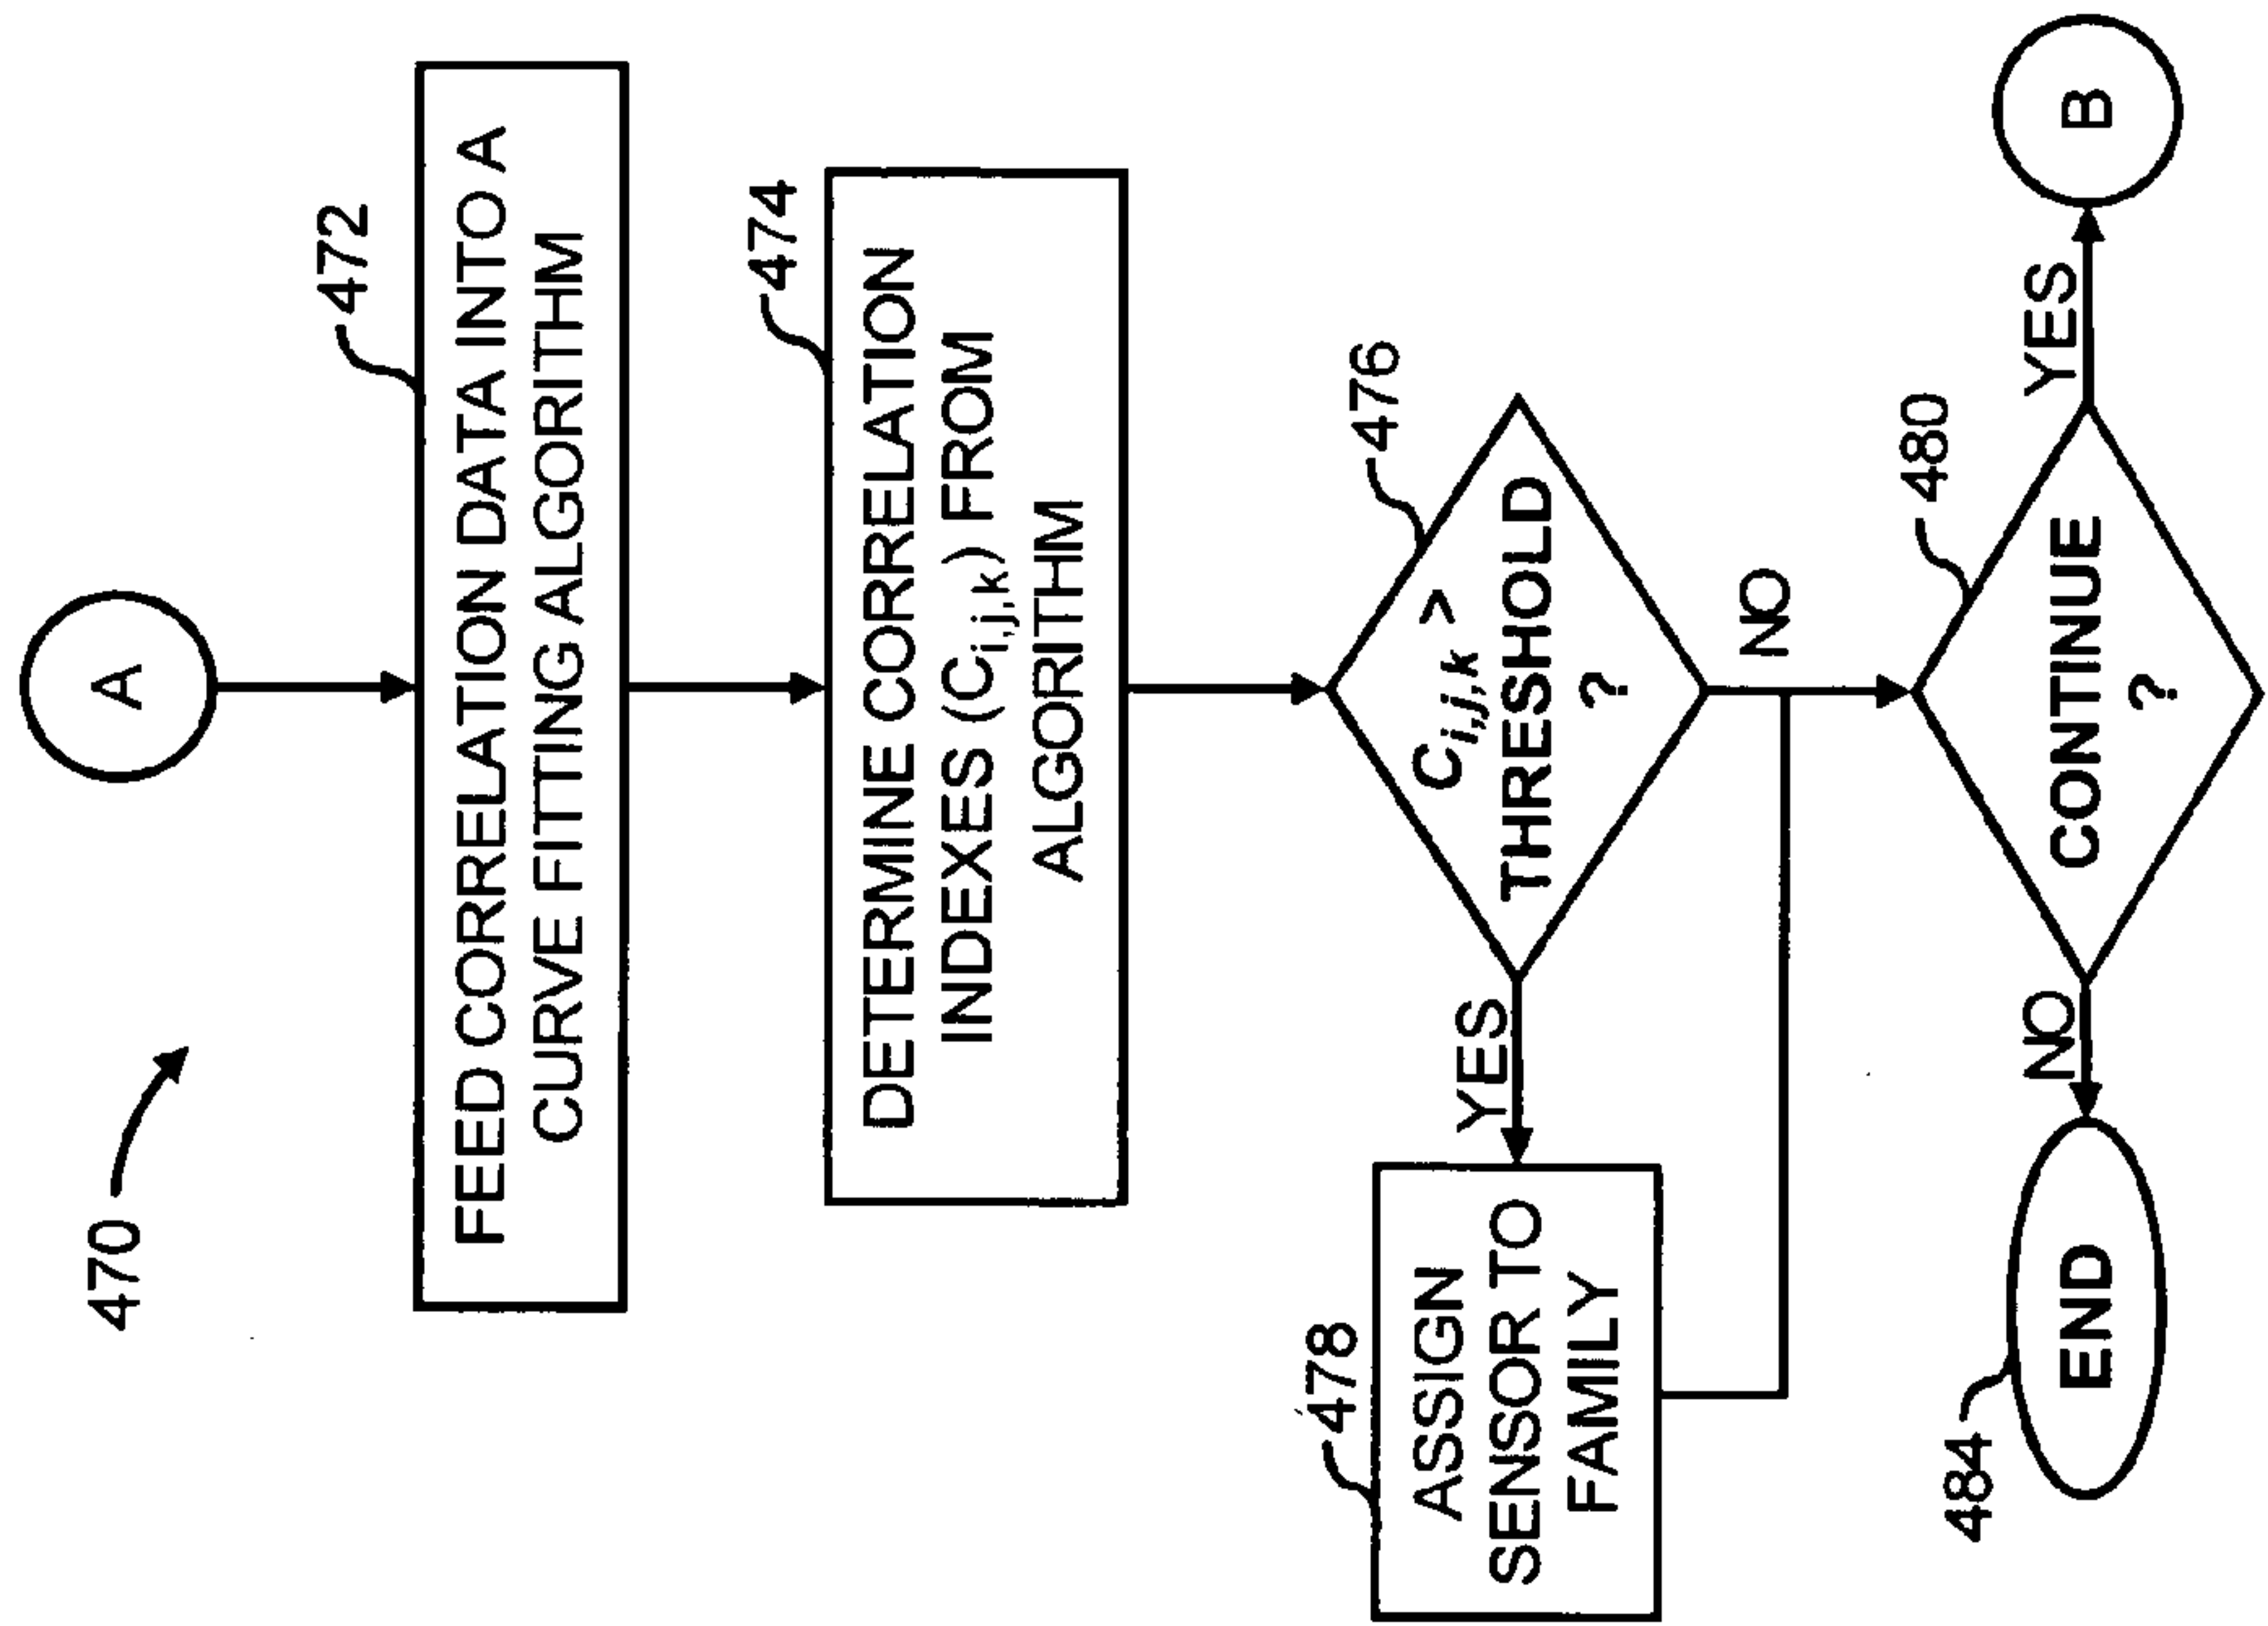 470
A
472
FEED CORRELATION DATA INTO A
CURVE FITTING ALGORITHM
474
DETERMINE CORRELATION
INDEXES (Ci,j,k) FROM
ALGORITHM
476
Ci,j,k >
THRESHOLD
?
YES
NO
478
ASSIGN
SENSOR TO
FAMILY
480
CONTINUE
?
NO
YES
484
END
B